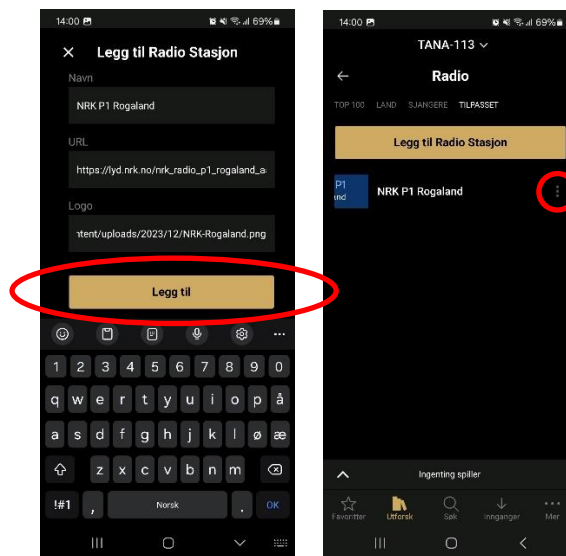 14:00
69%
Legg til Radio Stasjon
Navn
NRK P1 Rogaland
URL
https://lyd.nrk.no/nrk_radio_p1_rogaland_a
Logo
ntent/uploads/2023/12/NRK-Rogaland.png
Legg til
1 2 3 4 5 6 7 8 9 0
q w e r t y u i o p å
a s d f g h j k l ø æ
z x c v b n m
!#1 , Norsk . OK
14:00
69%
TANA-113
Radio
TOP 100 LAND SJANGERE TILPASSET
Legg til Radio Stasjon
P1
and
NRK P1 Rogaland
Ingenting spiller
Favoritter Utforsk Søk Innganger Mer